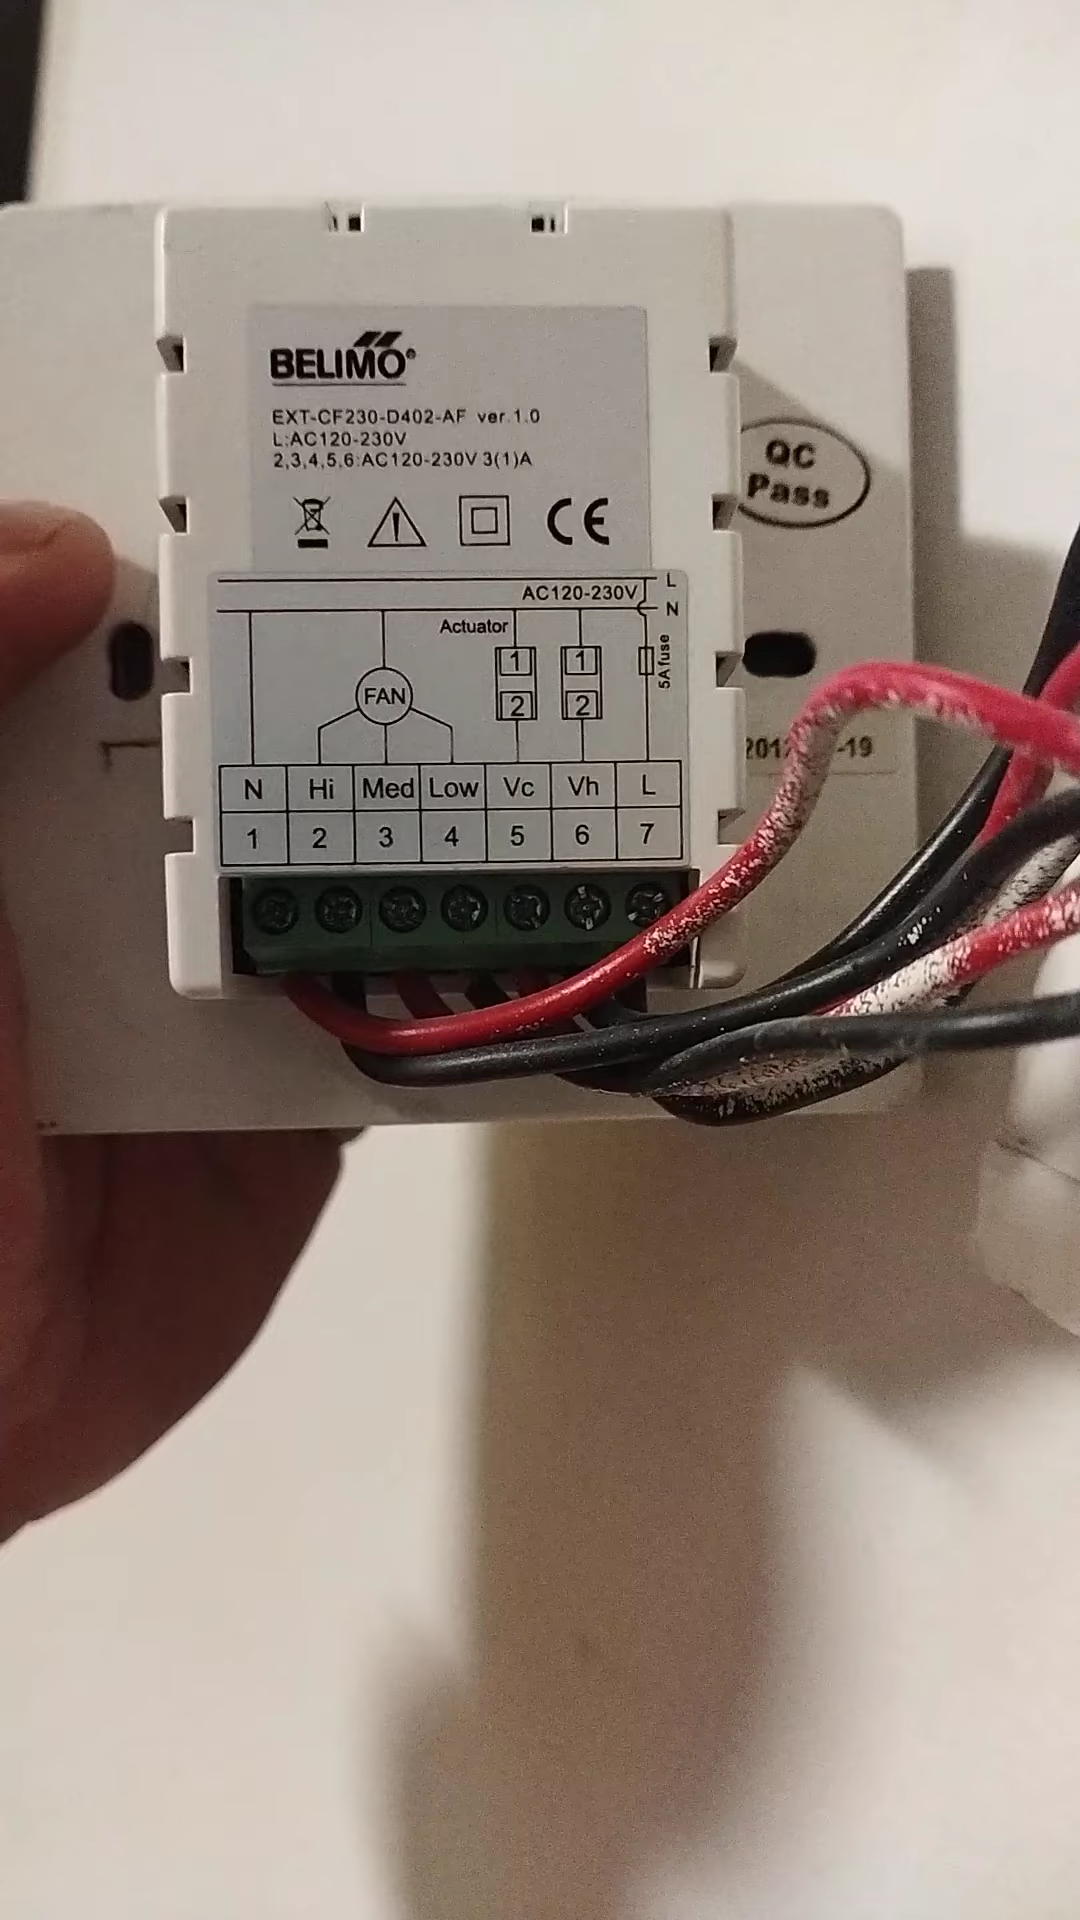 BELIMO®
EXT-CF230-D402-AF ver.1.0
L:AC120-230V
2,3,4,5,6:AC120-230V 3(1)A
CE
QC
Pass
L
AC120-230V
N
Actuator
5A fuse
1 1
FAN
2 2
N Hi Med Low Vc Vh L
1 2 3 4 5 6 7